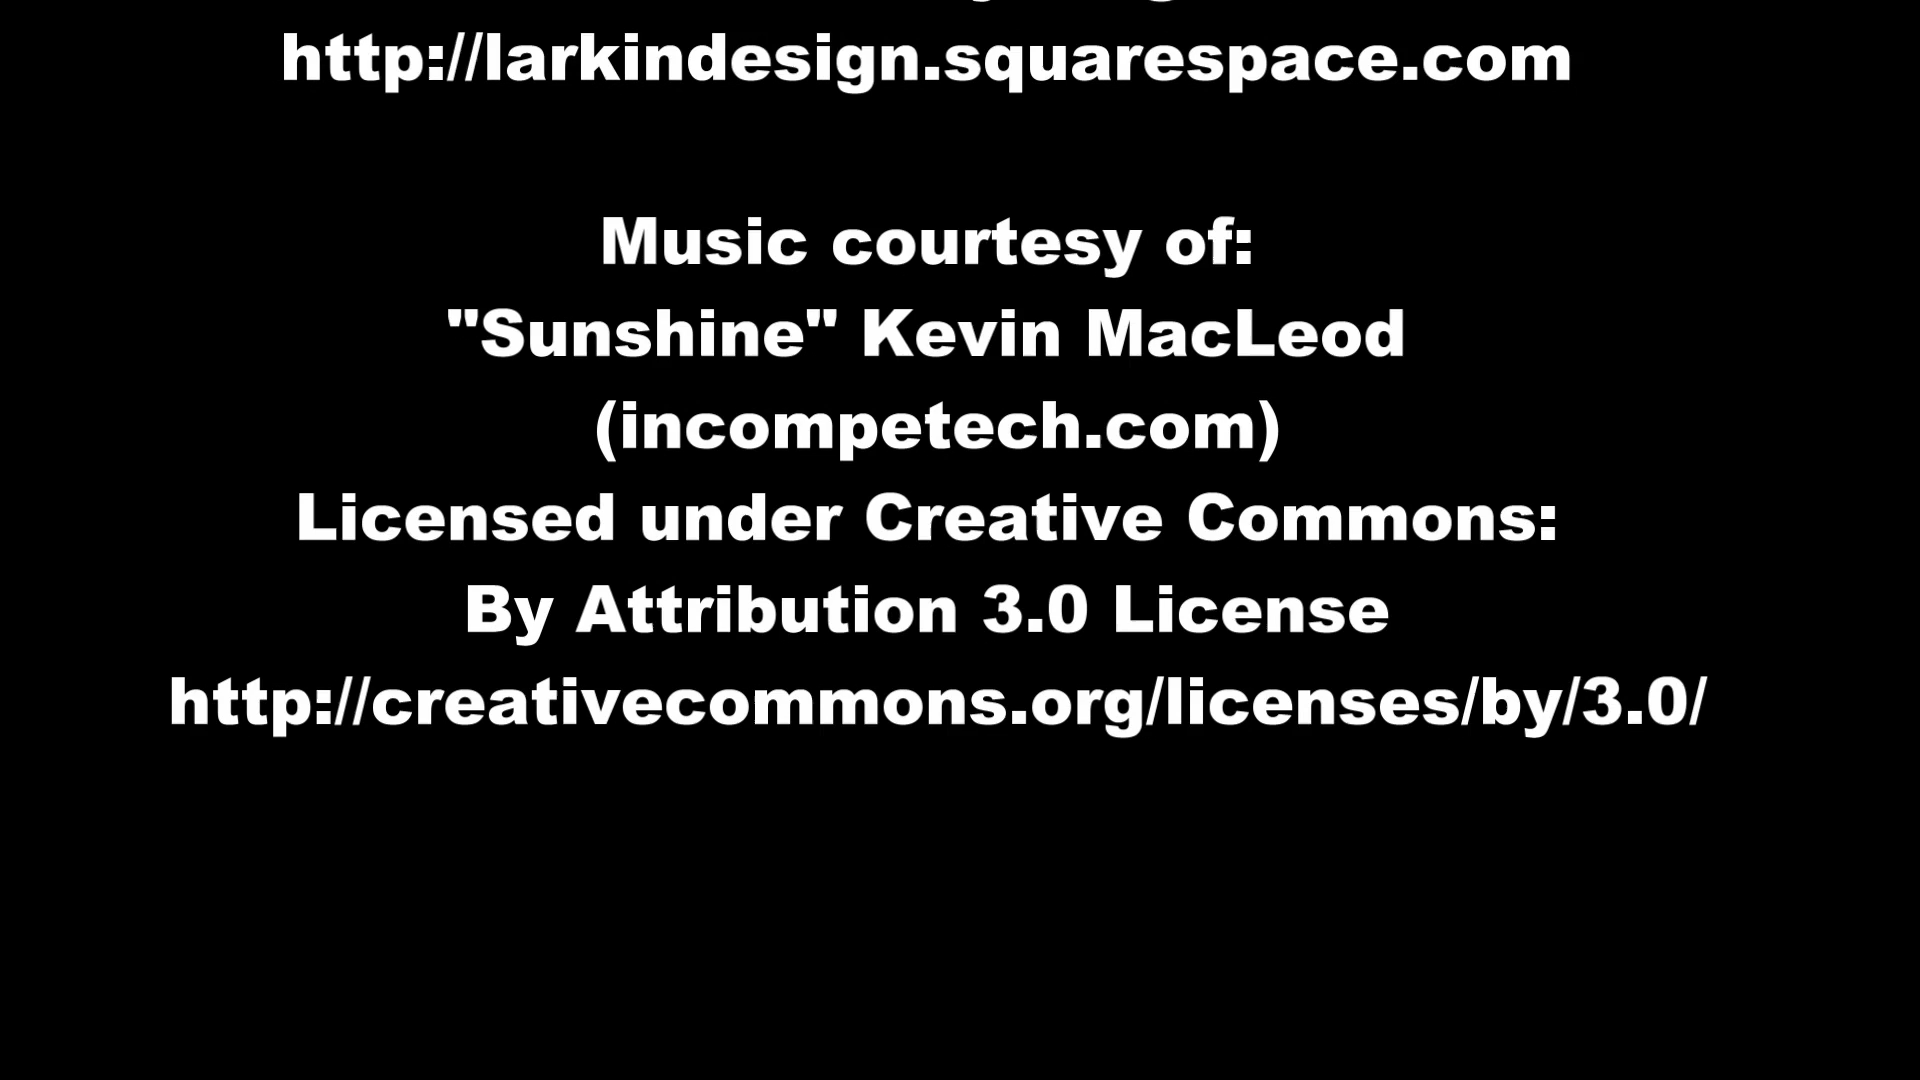 http://larkindesign.squarespace.com
Music courtesy of:
"Sunshine" Kevin MacLeod
(incompetech.com)
Licensed under Creative Commons:
By Attribution 3.0 License
http://creativecommons.org/licenses/by/3.0/